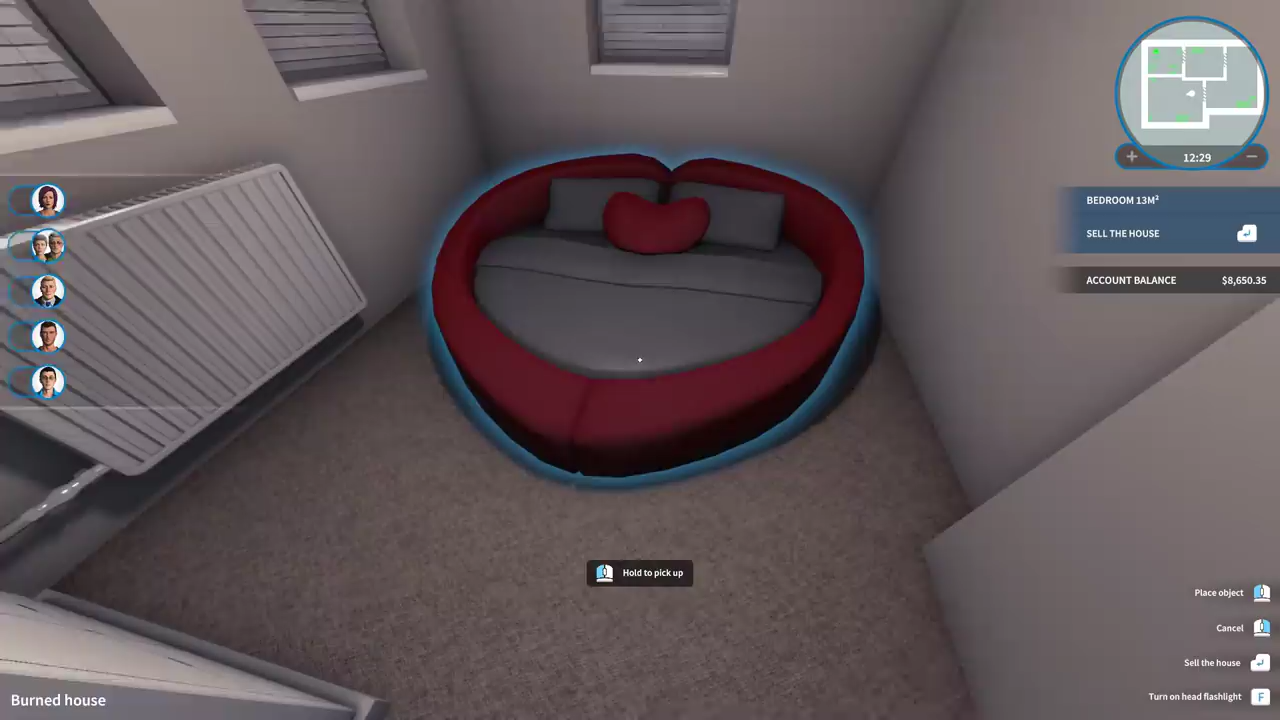 + 12:29 −
BEDROOM 13M²
SELL THE HOUSE
ACCOUNT BALANCE $8,650.35
Hold to pick up
Place object
Cancel
Sell the house
Turn on head flashlight F
Burned house